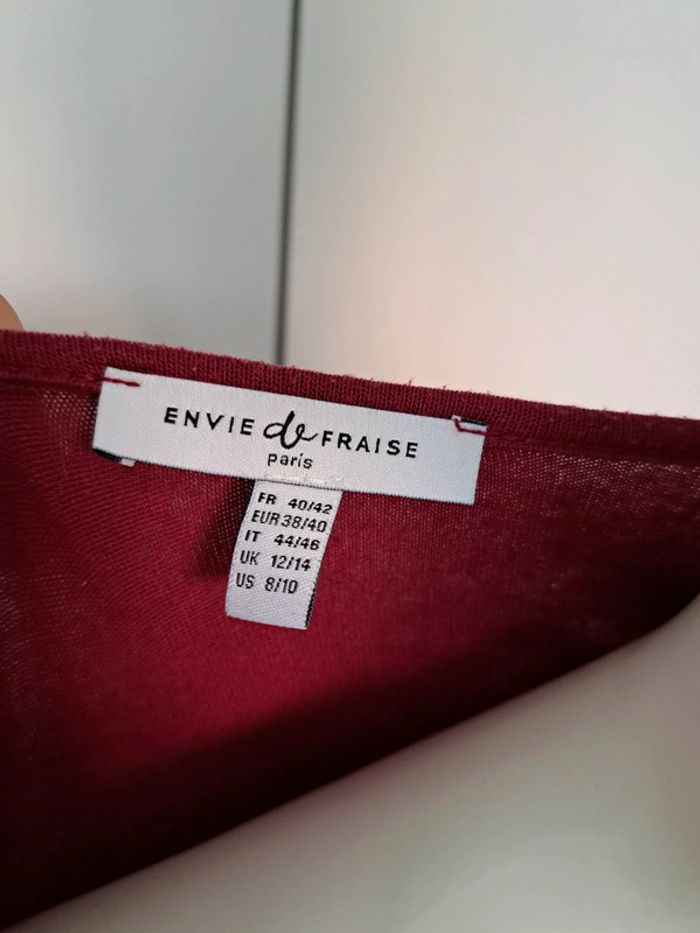 ENVIE de FRAISE
paris
FR 40/42
EUR 38/40
IT 44/46
UK 12/14
US 8/10